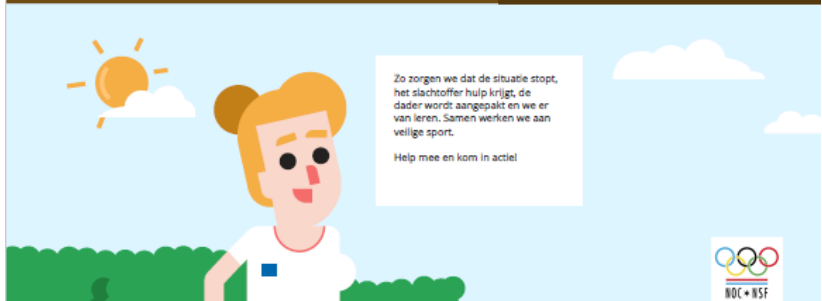 Zo zorgen we dat de situatie stopt,
het slachtoffer hulp krijgt, de
dader wordt aangepakt en we er
van leren. Samen werken we aan
veilige sport.
Help mee en kom in actie!
NOC*NSF